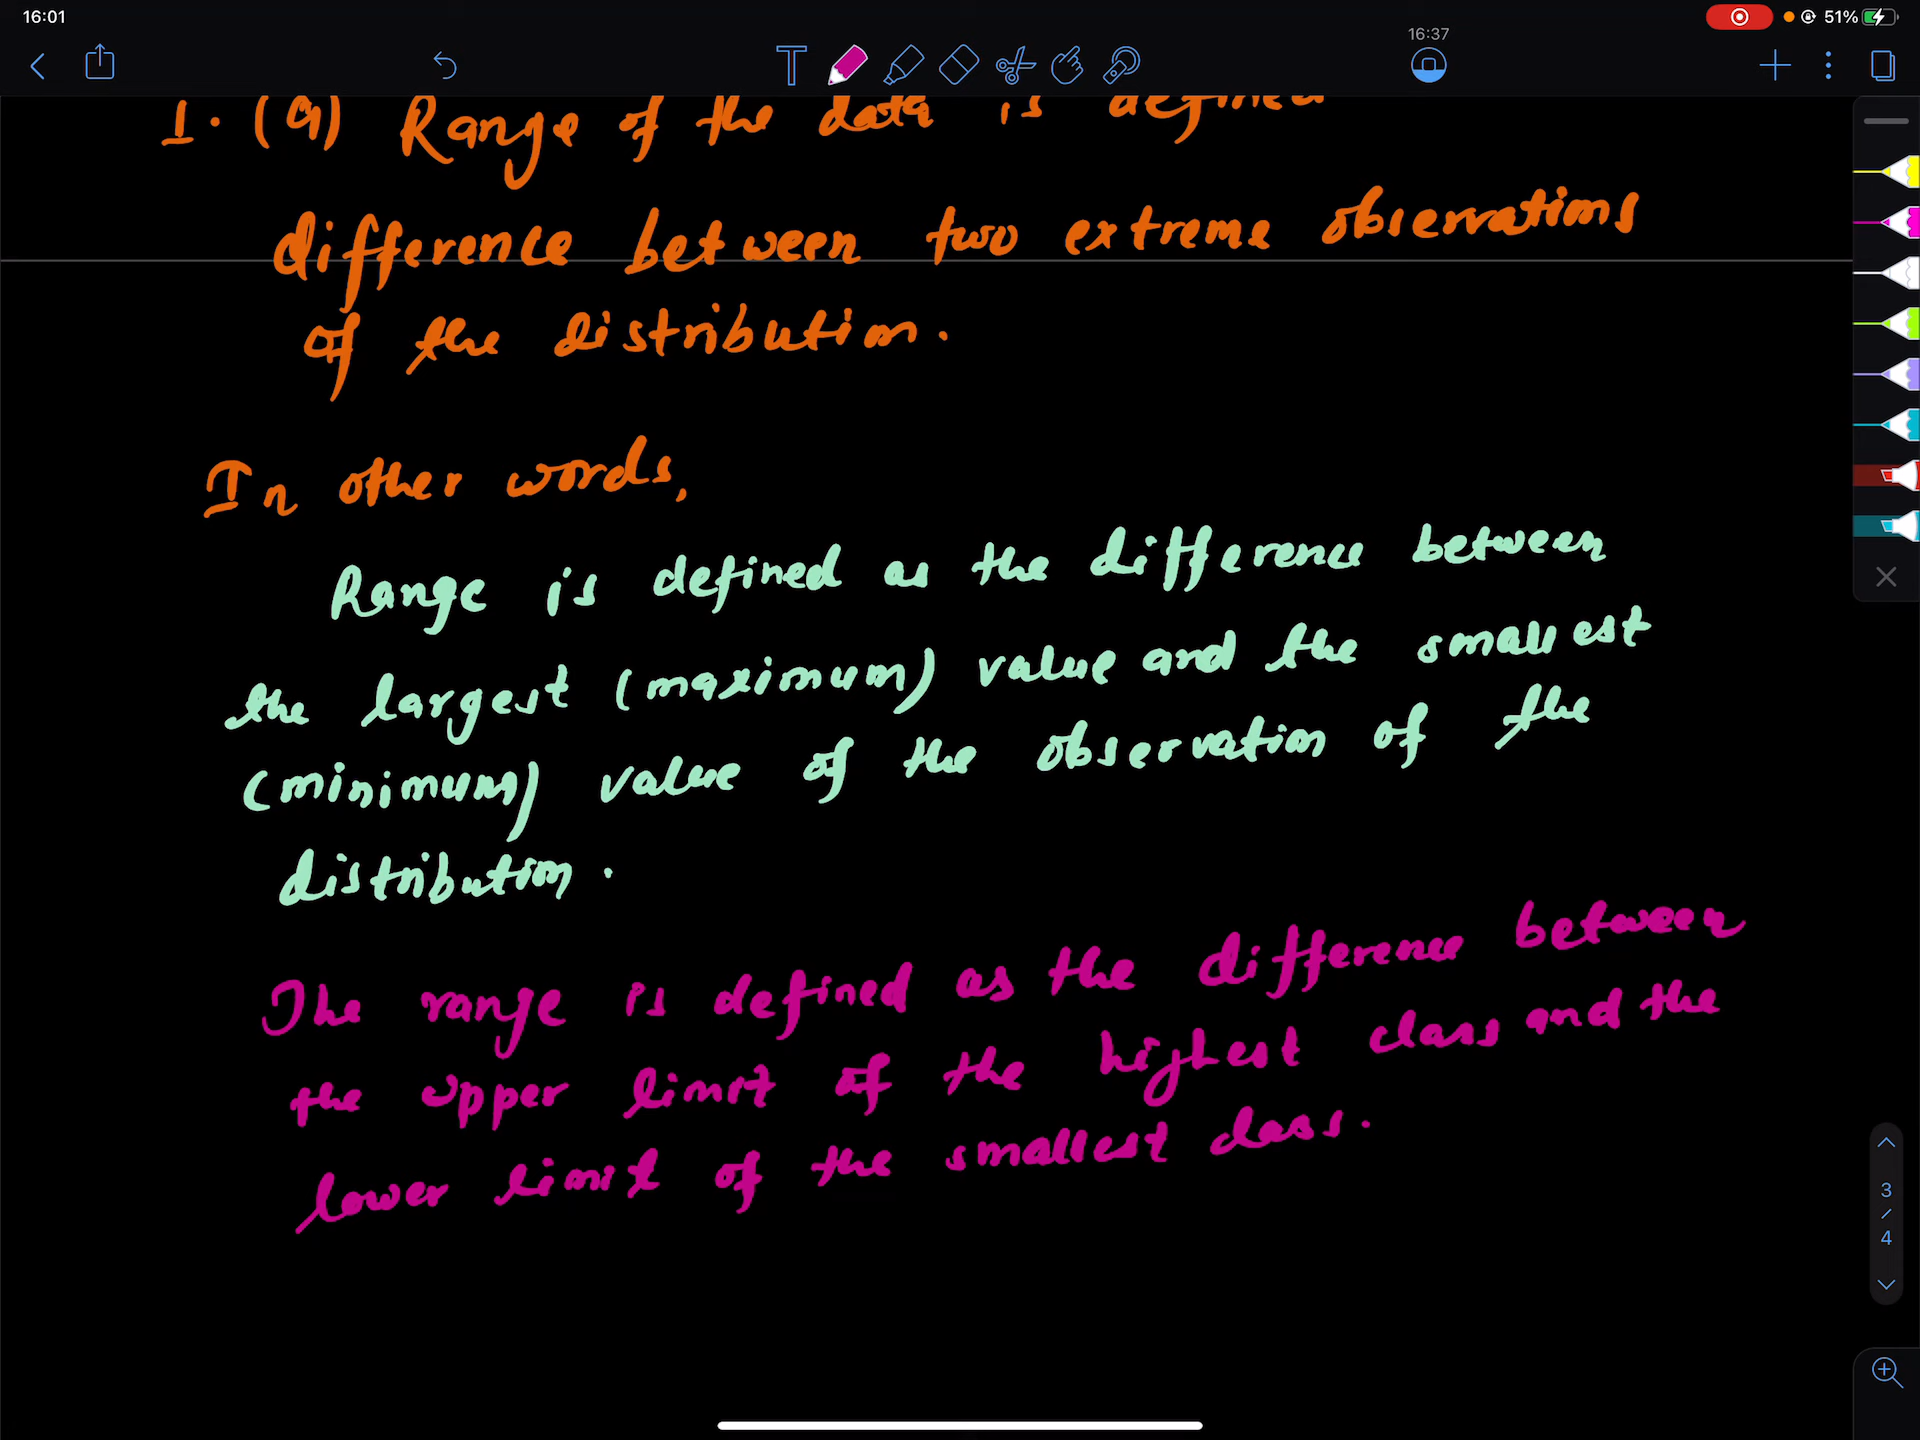 16:01
51%
16:37
1. (a) Range of the data is defined
difference between two extreme observations
of the distribution.
In other words,
Range is defined as the difference between
the largest (maximum) value and the smallest
(minimum) value of the observation of the
distribution.
The range is defined as the difference between
the upper limit of the highest class and the
lower limit of the smallest class.
3
/
4